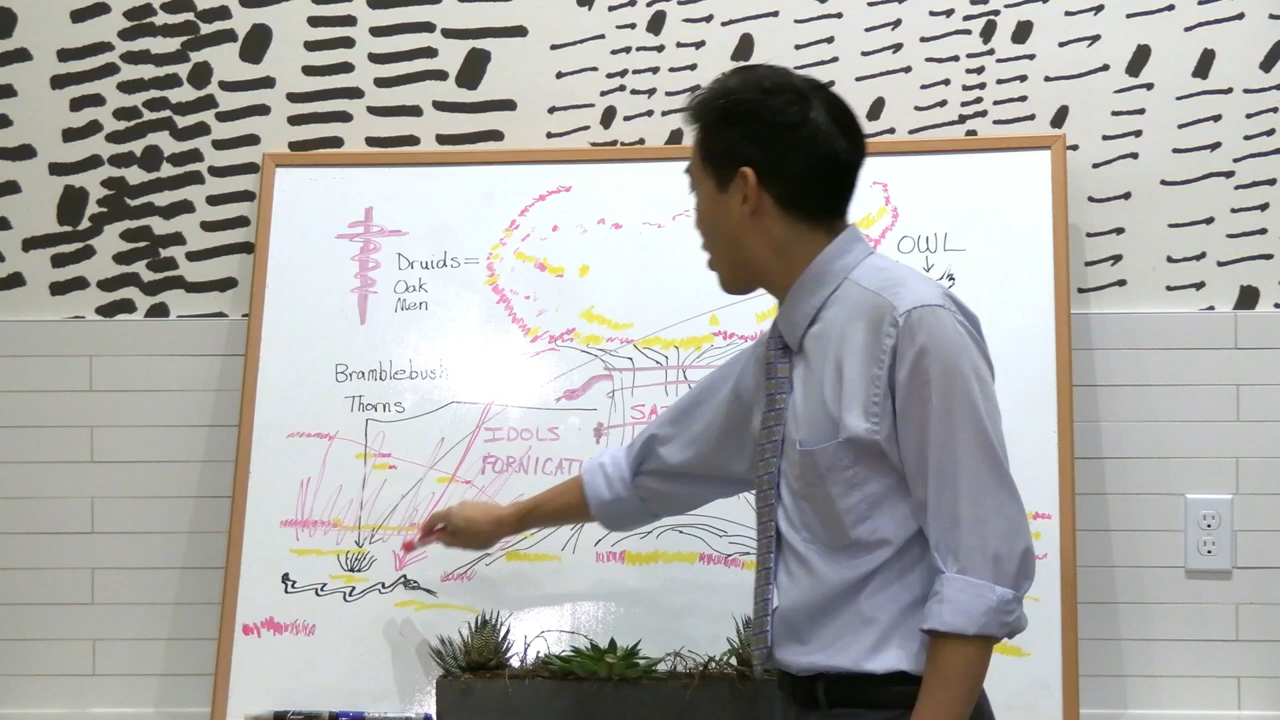 Druids=
Oak
Men
OWL
Bramblebush
Thorns
IDOLS